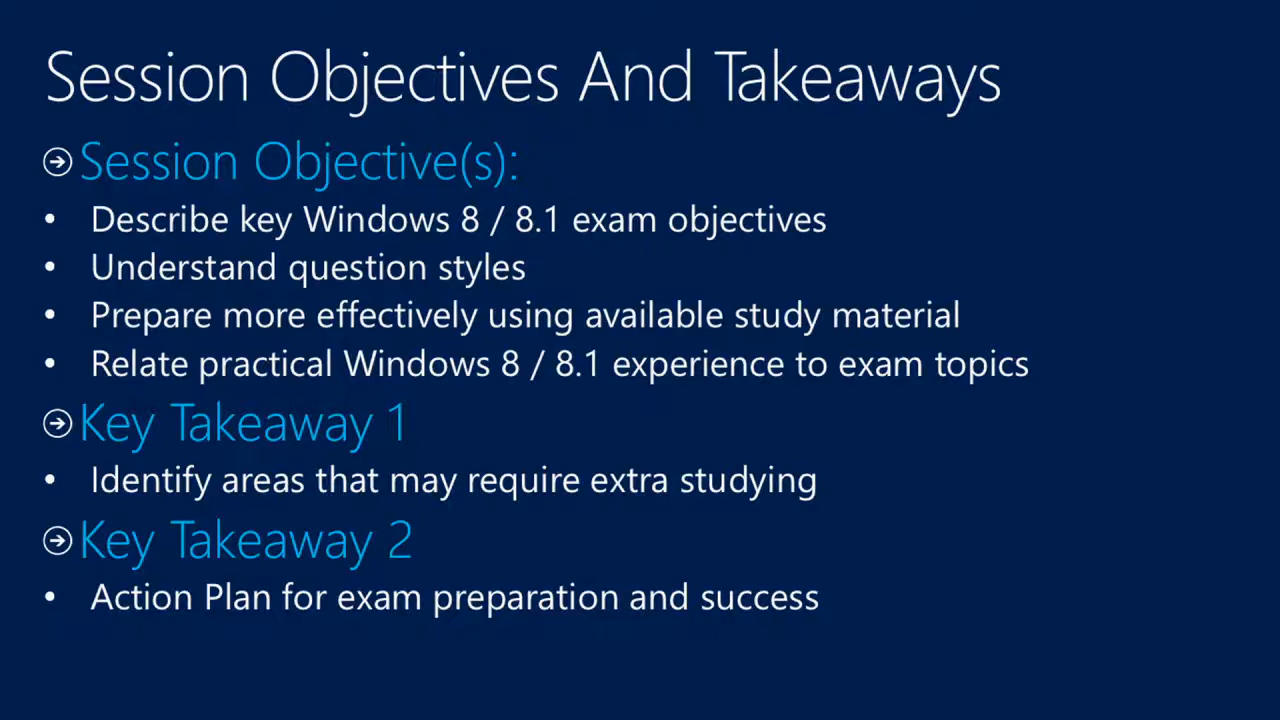 Session Objectives And Takeaways
Session Objective(s):
• Describe key Windows 8 / 8.1 exam objectives
• Understand question styles
• Prepare more effectively using available study material
• Relate practical Windows 8 / 8.1 experience to exam topics
Key Takeaway 1
• Identify areas that may require extra studying
Key Takeaway 2
• Action Plan for exam preparation and success